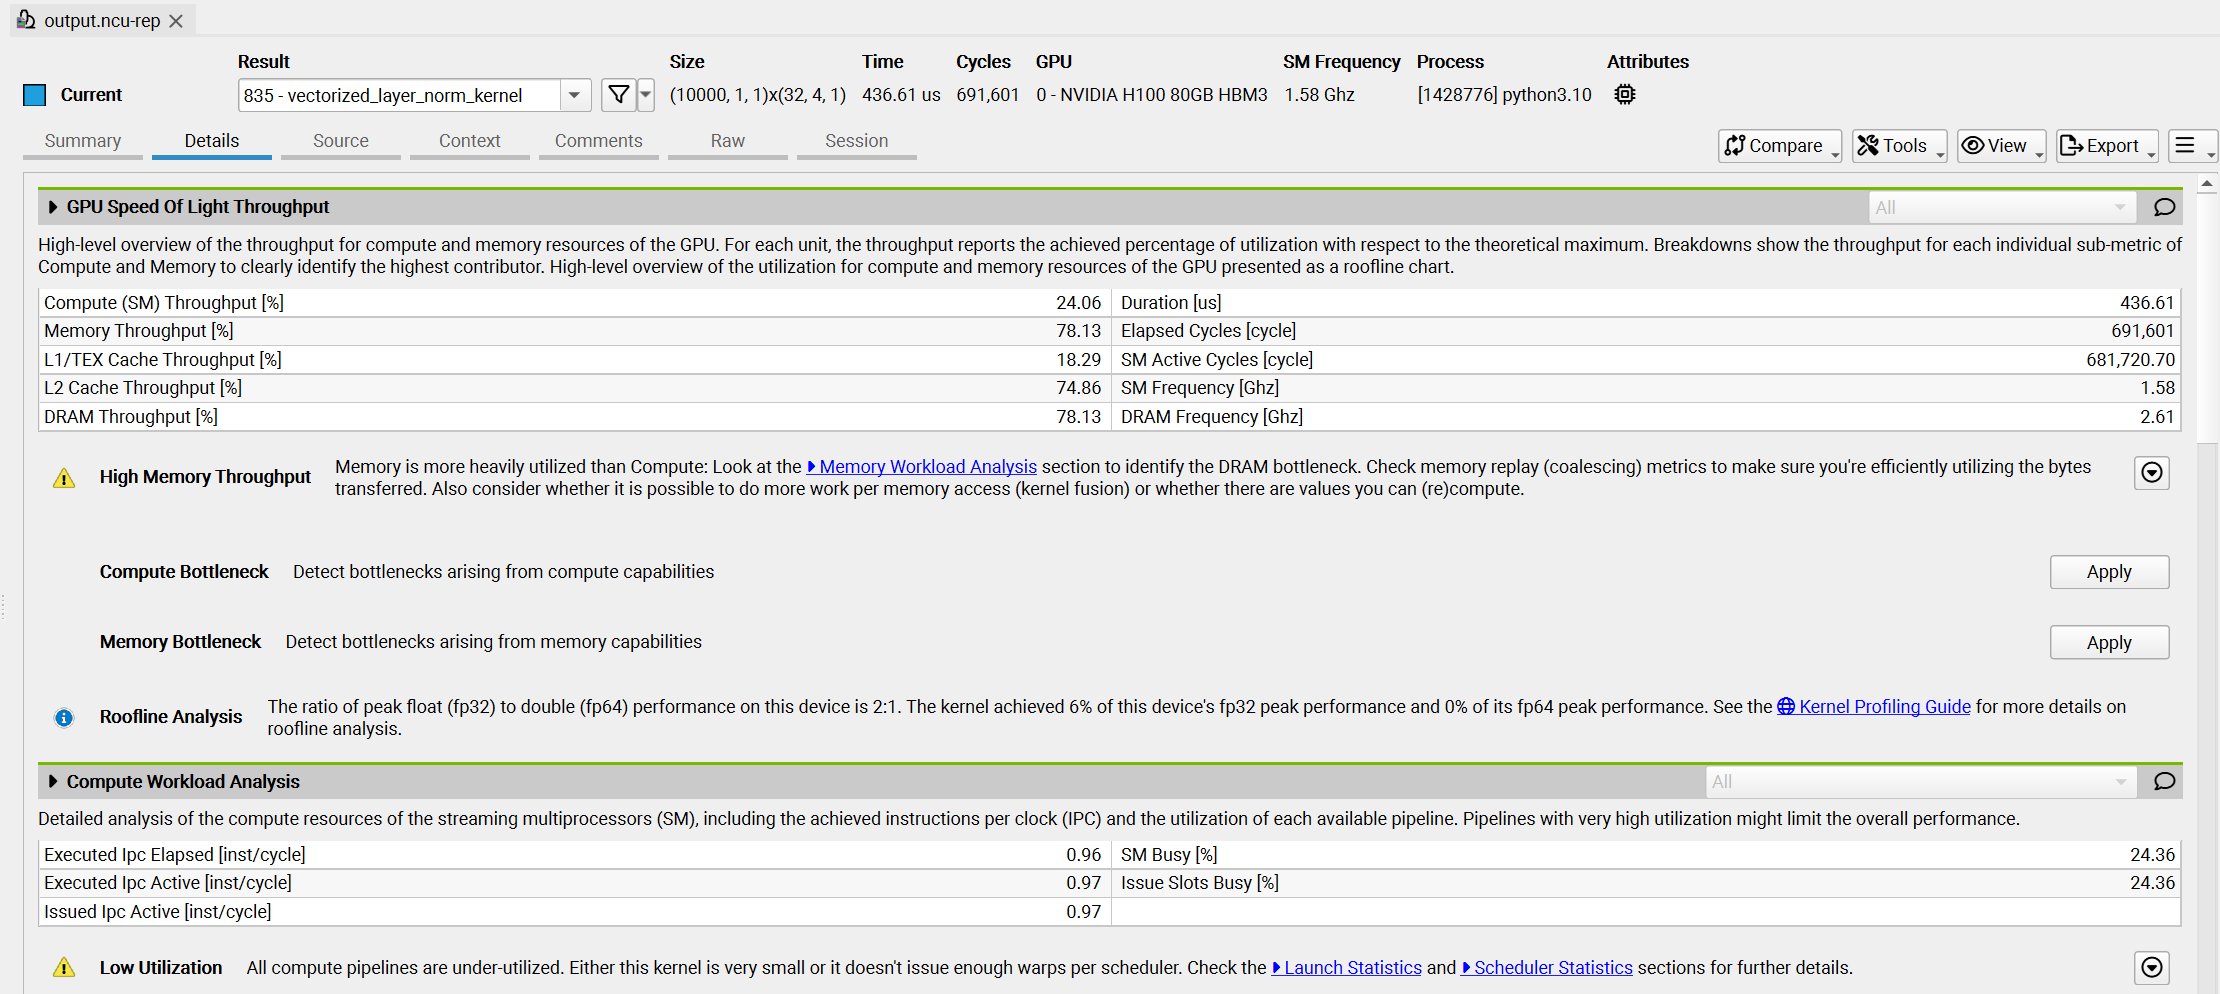 output.ncu-rep
Result Size Time Cycles GPU SM Frequency Process Attributes
Current 835 - vectorized_layer_norm_kernel (10000, 1, 1)x(32, 4, 1) 436.61 us 691,601 0 - NVIDIA H100 80GB HBM3 1.58 Ghz [1428776] python3.10
Summary Details Source Context Comments Raw Session Compare Tools View Export
GPU Speed Of Light Throughput All
High-level overview of the throughput for compute and memory resources of the GPU. For each unit, the throughput reports the achieved percentage of utilization with respect to the theoretical maximum. Breakdowns show the throughput for each individual sub-metric of
Compute and Memory to clearly identify the highest contributor. High-level overview of the utilization for compute and memory resources of the GPU presented as a roofline chart.
Compute (SM) Throughput [%] 24.06 Duration [us] 436.61
Memory Throughput [%] 78.13 Elapsed Cycles [cycle] 691,601
L1/TEX Cache Throughput [%] 18.29 SM Active Cycles [cycle] 681,720.70
L2 Cache Throughput [%] 74.86 SM Frequency [Ghz] 1.58
DRAM Throughput [%] 78.13 DRAM Frequency [Ghz] 2.61
High Memory Throughput Memory is more heavily utilized than Compute: Look at the Memory Workload Analysis section to identify the DRAM bottleneck. Check memory replay (coalescing) metrics to make sure you're efficiently utilizing the bytes
transferred. Also consider whether it is possible to do more work per memory access (kernel fusion) or whether there are values you can (re)compute.
Compute Bottleneck Detect bottlenecks arising from compute capabilities Apply
Memory Bottleneck Detect bottlenecks arising from memory capabilities Apply
Roofline Analysis The ratio of peak float (fp32) to double (fp64) performance on this device is 2:1. The kernel achieved 6% of this device's fp32 peak performance and 0% of its fp64 peak performance. See the Kernel Profiling Guide for more details on
roofline analysis.
Compute Workload Analysis All
Detailed analysis of the compute resources of the streaming multiprocessors (SM), including the achieved instructions per clock (IPC) and the utilization of each available pipeline. Pipelines with very high utilization might limit the overall performance.
Executed Ipc Elapsed [inst/cycle] 0.96 SM Busy [%] 24.36
Executed Ipc Active [inst/cycle] 0.97 Issue Slots Busy [%] 24.36
Issued Ipc Active [inst/cycle] 0.97
Low Utilization All compute pipelines are under-utilized. Either this kernel is very small or it doesn't issue enough warps per scheduler. Check the Launch Statistics and Scheduler Statistics sections for further details.